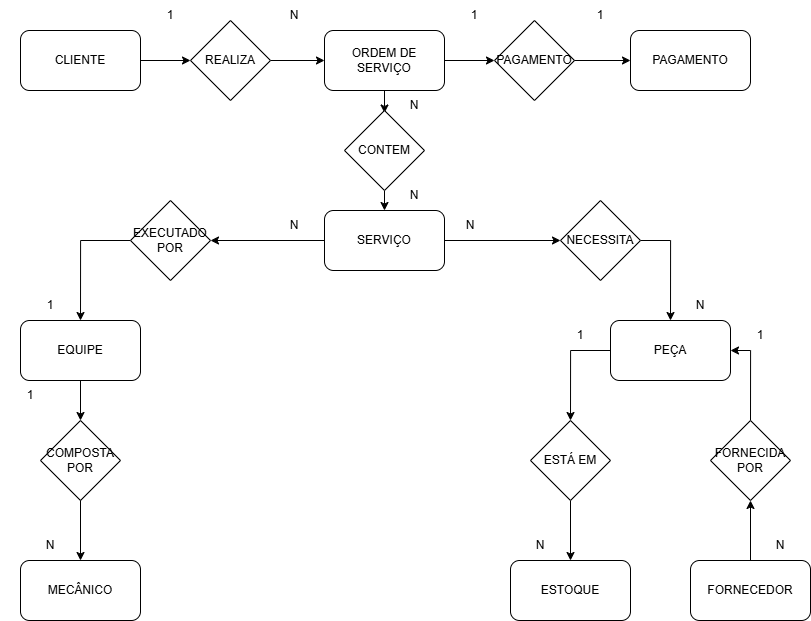 1
N
1
1
CLIENTE
REALIZA
ORDEM DE
SERVIÇO
PAGAMENTO
PAGAMENTO
N
CONTEM
N
EXECUTADO
POR
N
SERVIÇO
N
NECESSITA
1
N
EQUIPE
1
PEÇA
1
1
COMPOSTA
POR
ESTÁ EM
FORNECIDA
POR
N
N
N
MECÂNICO
ESTOQUE
FORNECEDOR